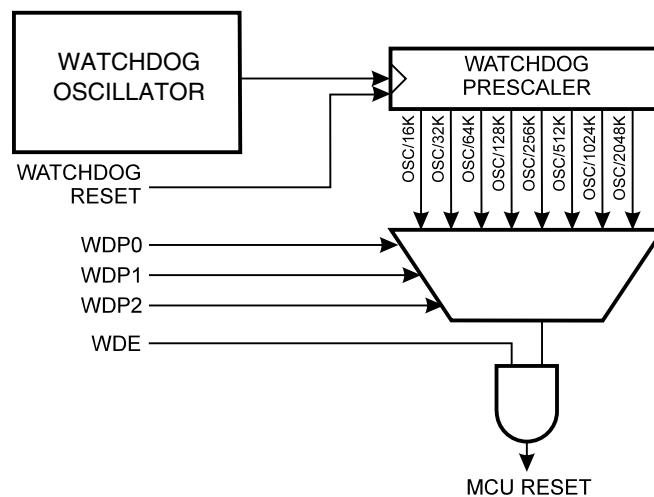 WATCHDOG
OSCILLATOR
WATCHDOG
PRESCALER
WATCHDOG
RESET
OSC/16K
OSC/32K
OSC/64K
OSC/128K
OSC/256K
OSC/512K
OSC/1024K
OSC/2048K
WDP0
WDP1
WDP2
WDE
MCU RESET